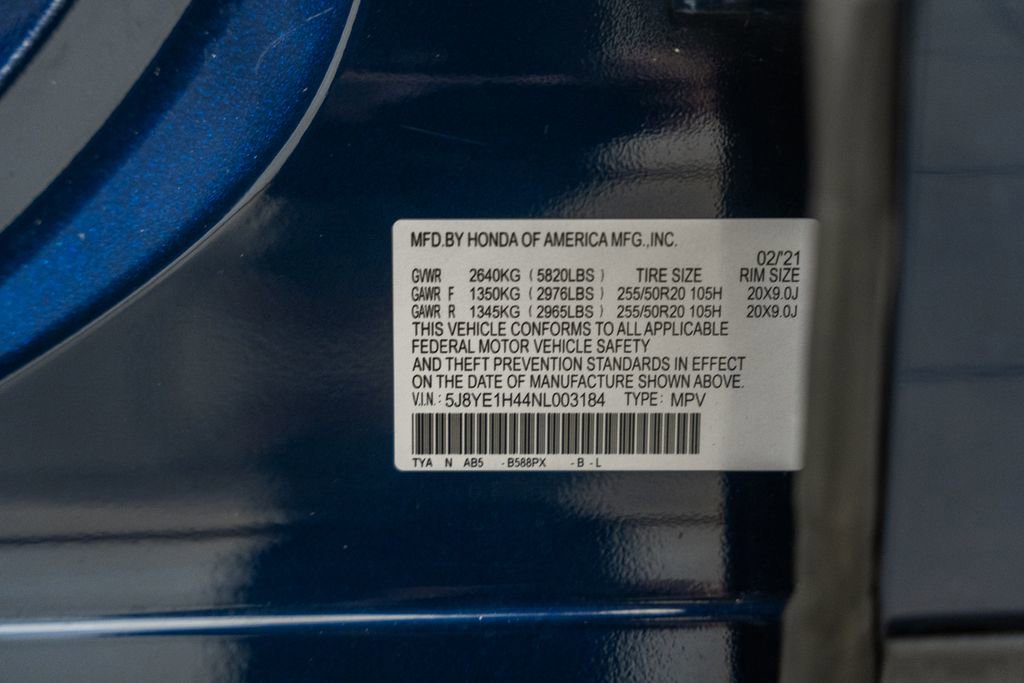 MFD.BY HONDA OF AMERICA MFG.,INC.
02/'21
GVWR 2640KG ( 5820LBS ) TIRE SIZE RIM SIZE
GAWR F 1350KG ( 2976LBS ) 255/50R20 105H 20X9.0J
GAWR R 1345KG ( 2965LBS ) 255/50R20 105H 20X9.0J
THIS VEHICLE CONFORMS TO ALL APPLICABLE
FEDERAL MOTOR VEHICLE SAFETY
AND THEFT PREVENTION STANDARDS IN EFFECT
ON THE DATE OF MANUFACTURE SHOWN ABOVE.
V.I.N.: 5J8YE1H44NL003184 TYPE: MPV
TYA N AB5 -B588PX -B -L